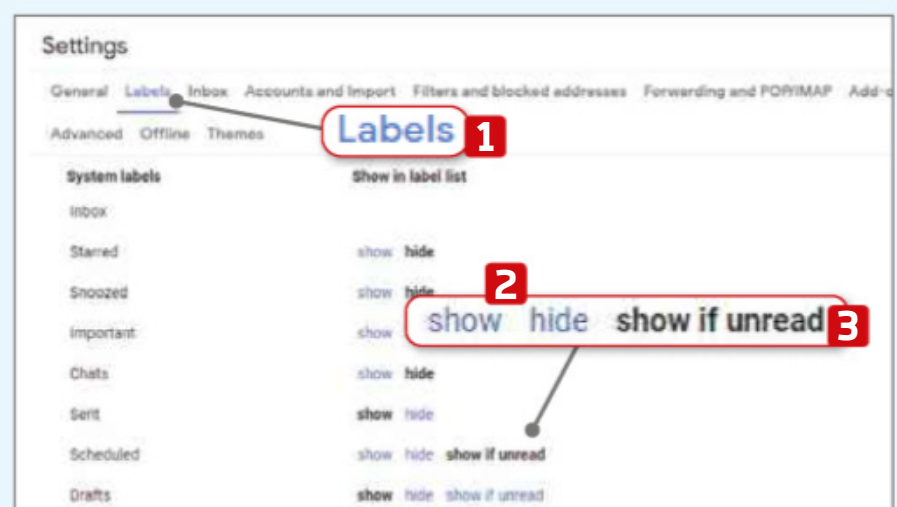 Settings
General Labels Inbox Accounts and Import Filters and blocked addresses Forwarding and POP/IMAP
Advanced Offline Themes
Labels 1
System labels Show in label list
Inbox
Starred show hide
Snoozed show hide
2
show hide show if unread 3
Important show
Chats show hide
Sent show hide
Scheduled show hide show if unread
Drafts show hide show if unread